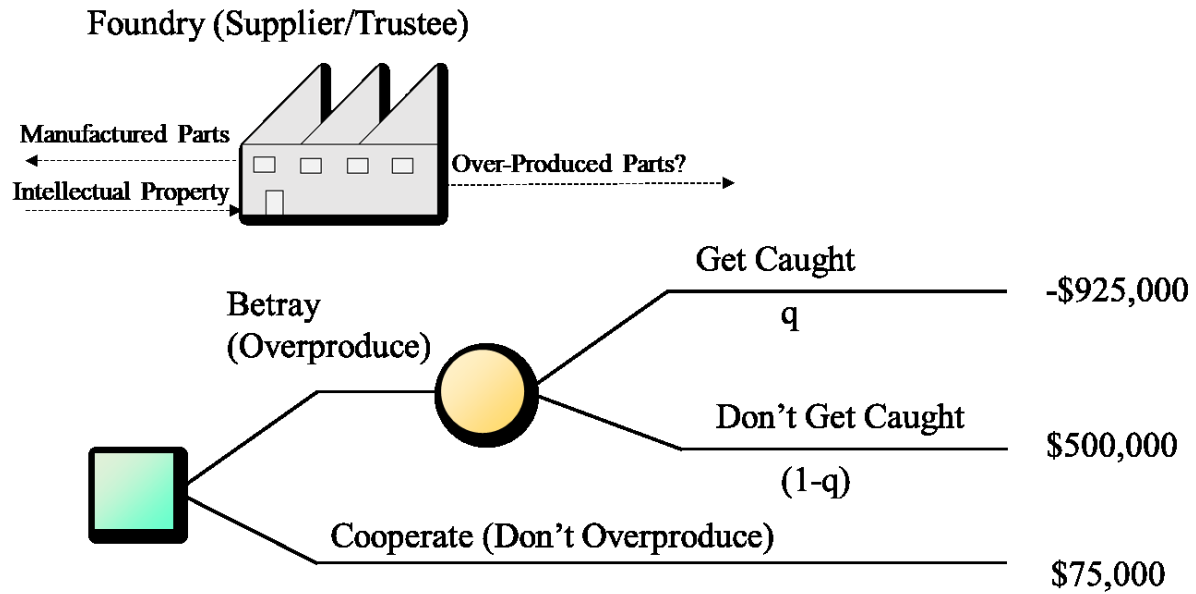 Foundry (Supplier/Trustee)
Manufactured Parts
Intellectual Property
Over-Produced Parts?
Get Caught
-$925,000
q
Betray
(Overproduce)
Don’t Get Caught
$500,000
(1-q)
Cooperate (Don’t Overproduce)
$75,000